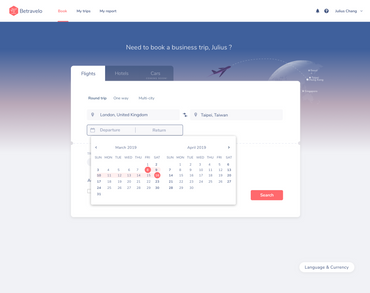 Betravelo
Book
My trips
My report
Julius Chang
Need to book a business trip, Julius ?
Flights
Hotels
Cars
Round trip
One way
Multi city
London, United Kingdom
Taipei, Taiwan
Departure
Return
March 2019
April 2019
SUN MON TUE WED THU FRI SAT
SUN MON TUE WED THU FRI SAT
1 2
1 2 3 4 5 6
3 4 5 6 7 8 9
7 8 9 10 11 12 13
10 11 12 13 14 15 16
14 15 16 17 18 19 20
17 18 19 20 21 22 23
21 22 23 24 25 26 27
24 25 26 27 28 29 30
28 29 30
31
Search
Language & Currency